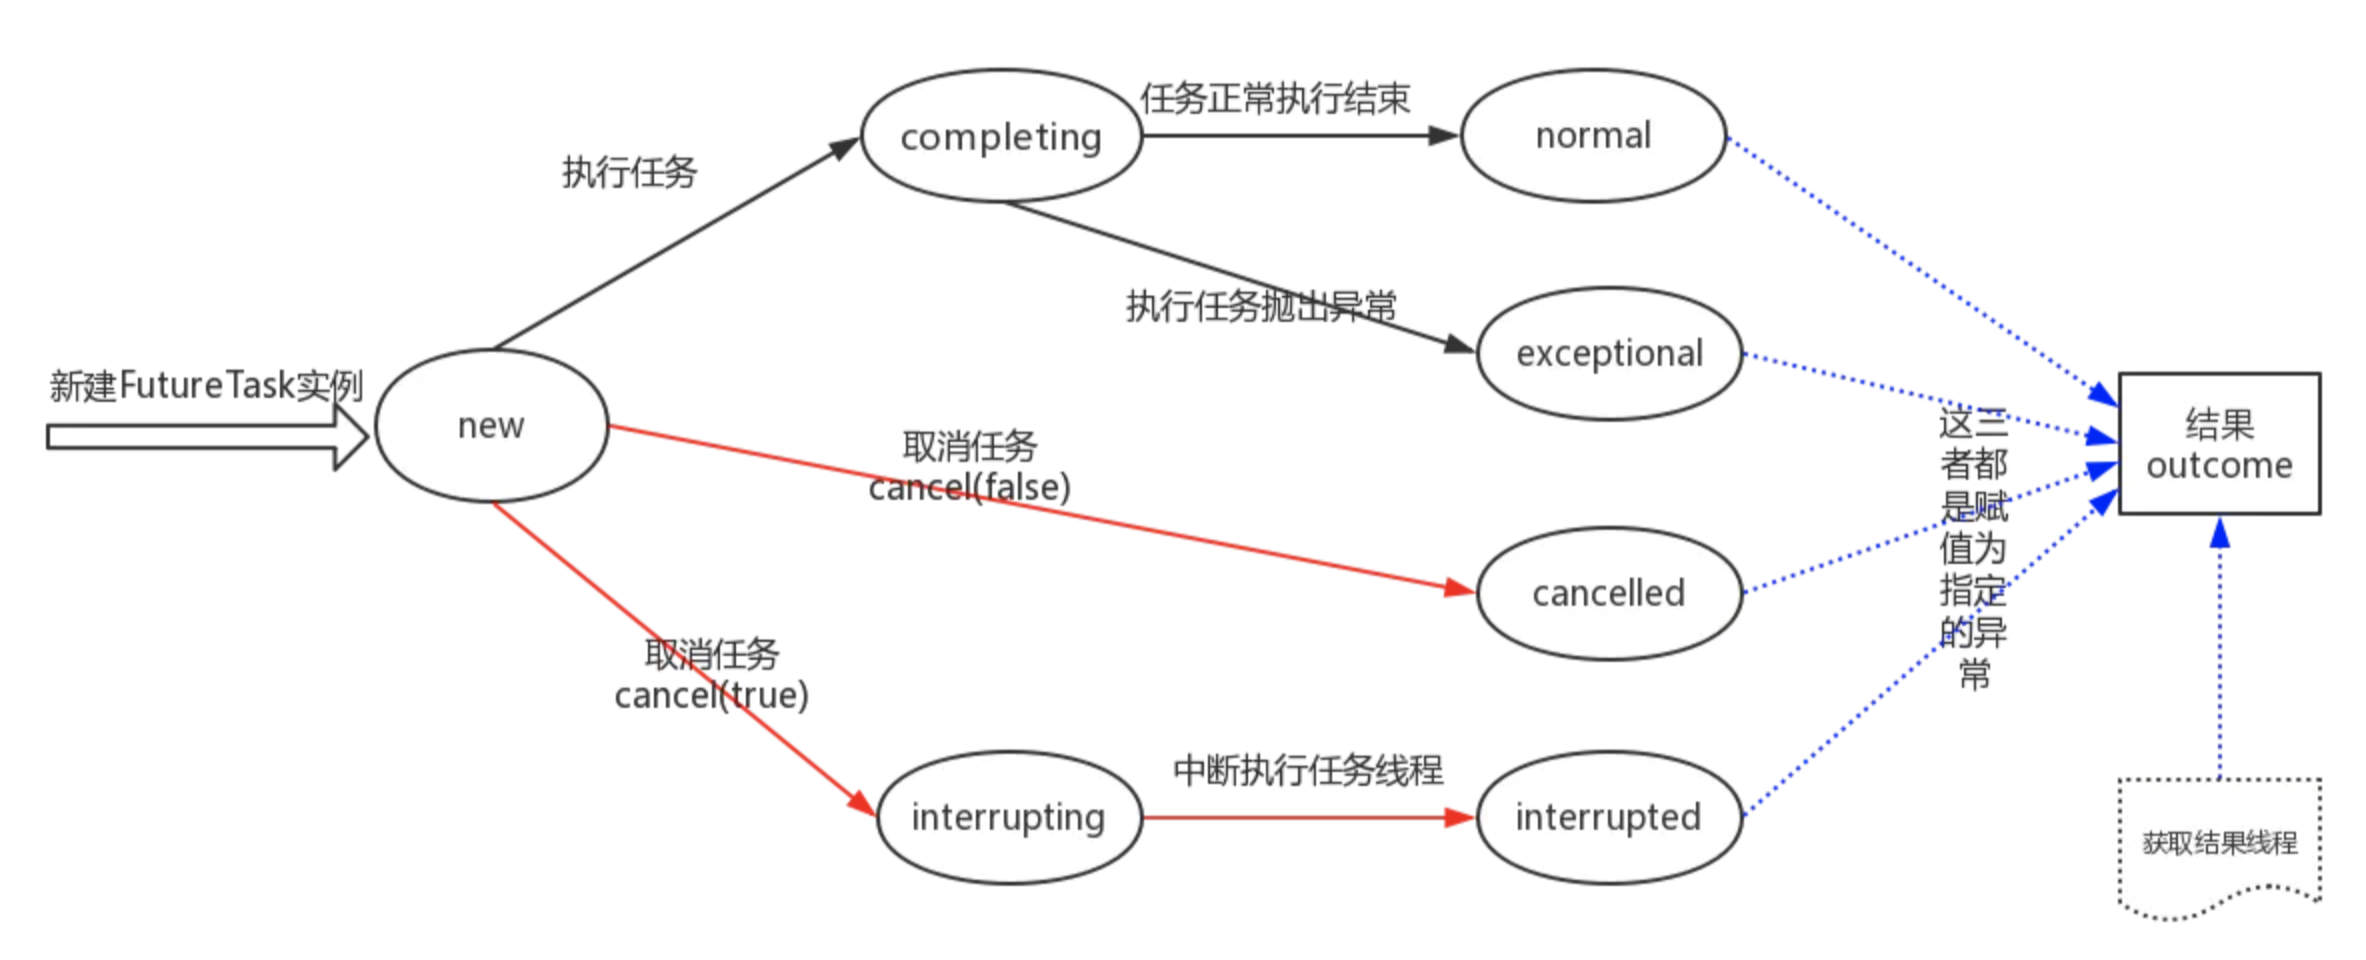 任务正常执行结束
completing
normal
执行任务
执行任务抛出异常
exceptional
新建FutureTask实例
new
取消任务
cancel(false)
这三
者都
是赋
值为
指定
的异
常
结果
outcome
cancelled
取消任务
cancel(true)
中断执行任务线程
interrupting
interrupted
获取结果线程